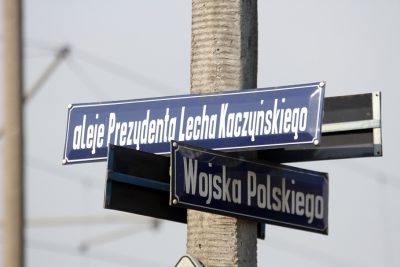 aleje Prezydenta Lecha Kaczyńskiego
Wojska Polskiego